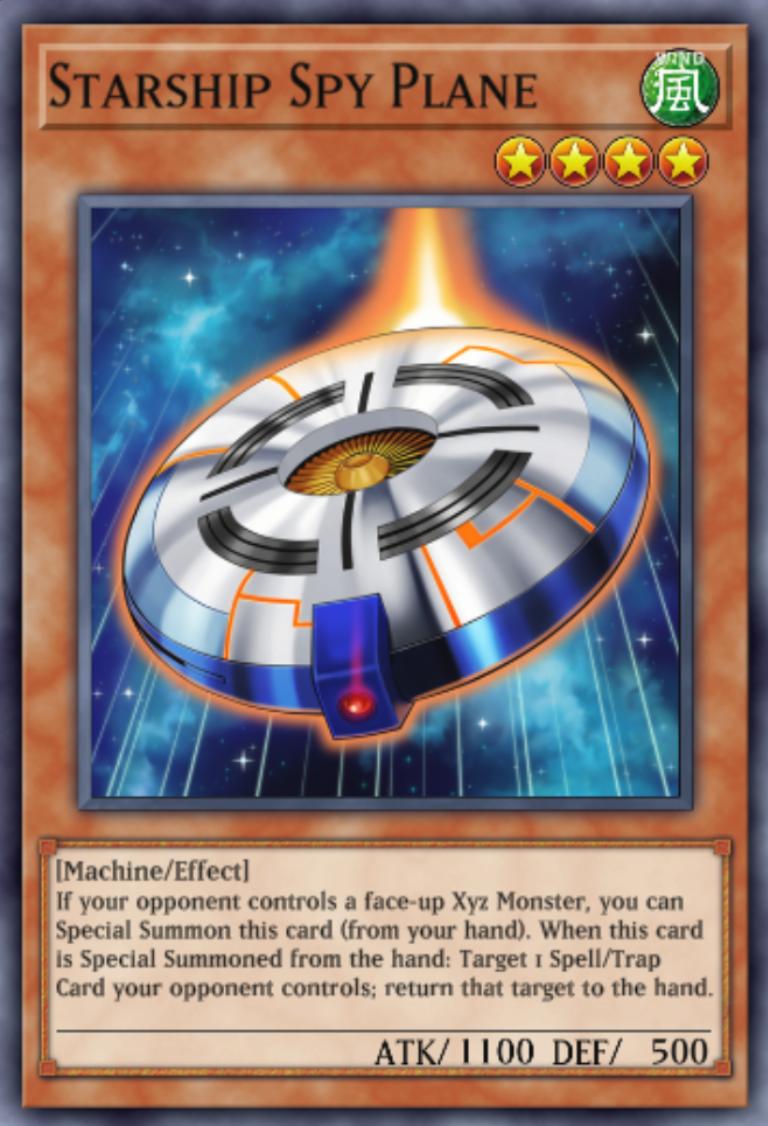 STARSHIP SPY PLANE
WIND
風
[Machine/Effect]
If your opponent controls a face-up Xyz Monster, you can
Special Summon this card (from your hand). When this card
is Special Summoned from the hand: Target 1 Spell/Trap
Card your opponent controls; return that target to the hand.
ATK/ 1100 DEF/ 500